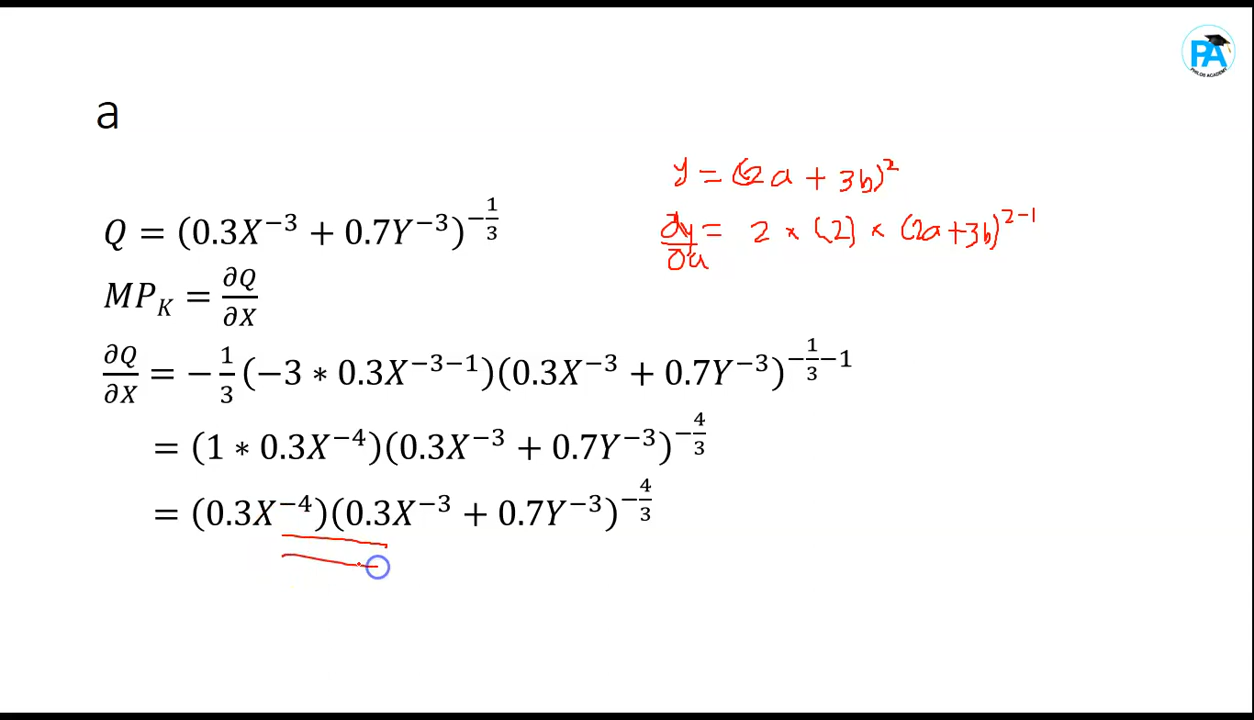 PA
PHILOX ACADEMY
a
y = (2a + 3b)²
Q = (0.3X⁻³ + 0.7Y⁻³)^(-1/3)
∂y/∂a = 2 × (2) × (2a+3b)²⁻¹
MP_K = ∂Q/∂X
∂Q/∂X = -1/3 (-3 * 0.3X⁻³⁻¹)(0.3X⁻³ + 0.7Y⁻³)^(-1/3-1)
= (1 * 0.3X⁻⁴)(0.3X⁻³ + 0.7Y⁻³)^(-4/3)
= (0.3X⁻⁴)(0.3X⁻³ + 0.7Y⁻³)^(-4/3)